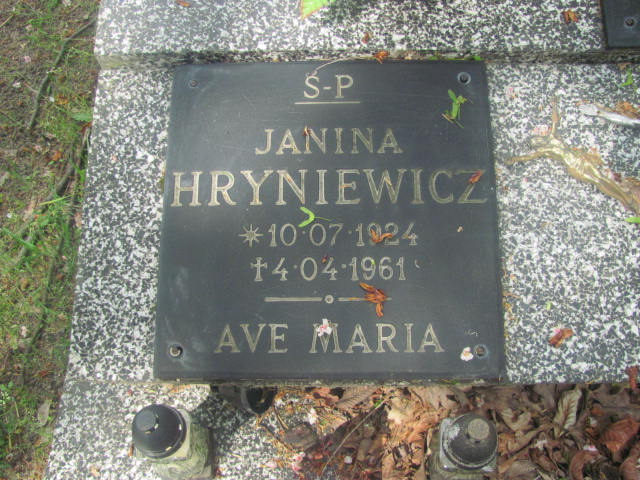 S-P
JANINA
HRYNIEWICZ
*10·07·1924
†4·04·1961
AVE MARIA